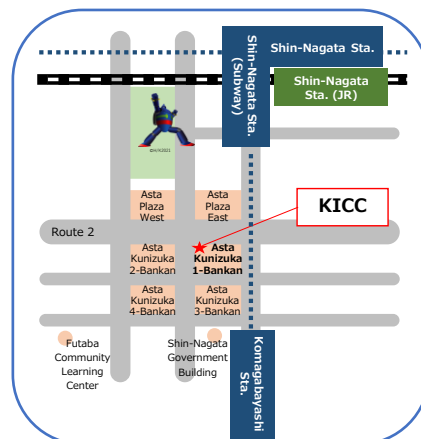 Shin-Nagata Sta.
Shin-Nagata Sta.
(Subway)
Shin-Nagata
Sta. (JR)
Asta
Plaza
West
Asta
Plaza
East
KICC
Route 2
Asta
Kunizuka
2-Bankan
Asta
Kunizuka
1-Bankan
Asta
Kunizuka
4-Bankan
Asta
Kunizuka
3-Bankan
Futaba
Community
Learning
Center
Shin-Nagata
Government
Building
Komagabayashi
Sta.